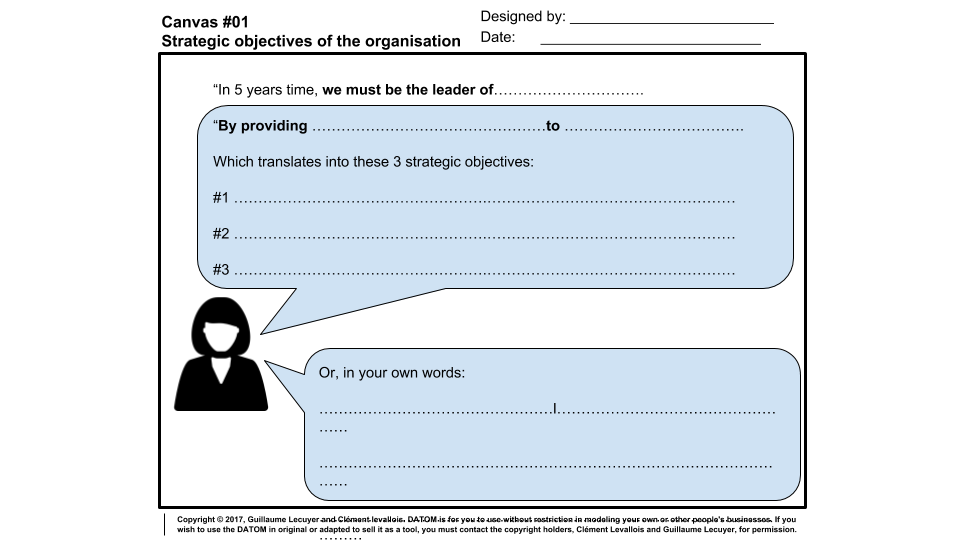 Canvas #01
Strategic objectives of the organisation
Designed by: _________________________
Date: ___________________________
“In 5 years time, we must be the leader of………………………….
“By providing ………………………………………….to ……………………………….
Which translates into these 3 strategic objectives:
#1 ……………………………………………………………………………………………
#2 ……………………………………………………………………………………………
#3 ……………………………………………………………………………………………
Or, in your own words:
………………………………………….I……………………………………….
……
…………………………………………………………………………………..
……
Copyright © 2017, Guillaume Lecuyer and Clément levallois. DATOM is for you to use without restriction in modeling your own or other people's businesses. If you
wish to use the DATOM in original or adapted to sell it as a tool, you must contact the copyright holders, Clément Levallois and Guillaume Lecuyer, for permission.
………